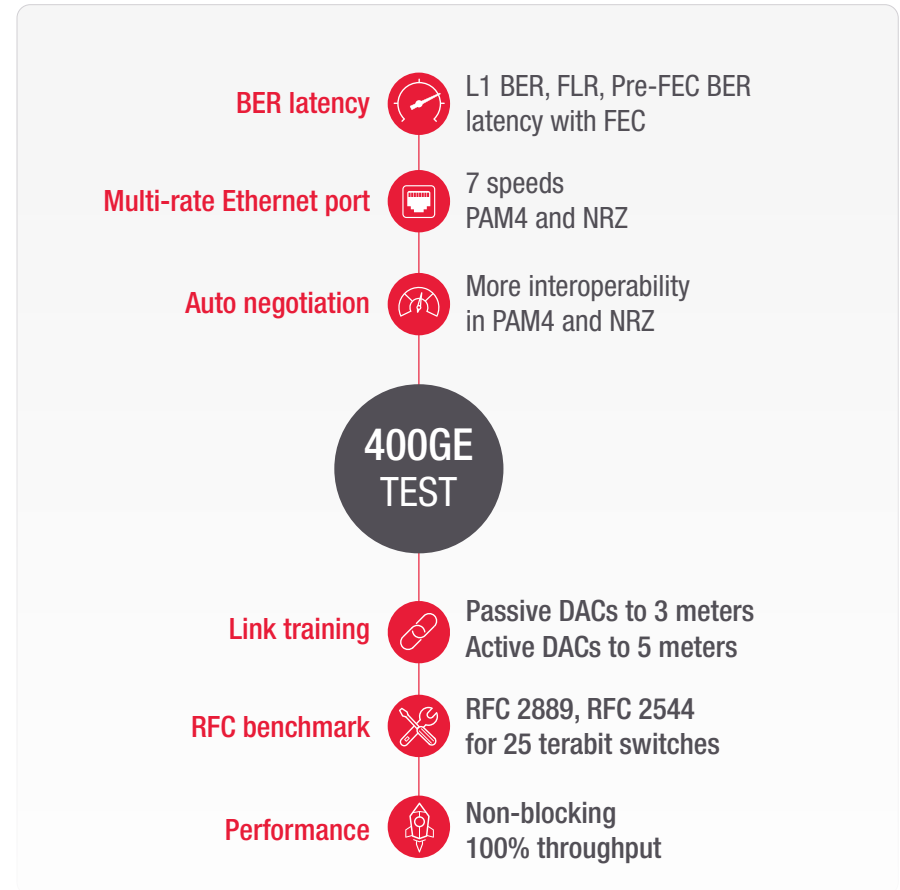 BER latency
L1 BER, FLR, Pre-FEC BER
latency with FEC
Multi-rate Ethernet port
7 speeds
PAM4 and NRZ
Auto negotiation
More interoperability
in PAM4 and NRZ
400GE
TEST
Link training
Passive DACs to 3 meters
Active DACs to 5 meters
RFC benchmark
RFC 2889, RFC 2544
for 25 terabit switches
Performance
Non-blocking
100% throughput